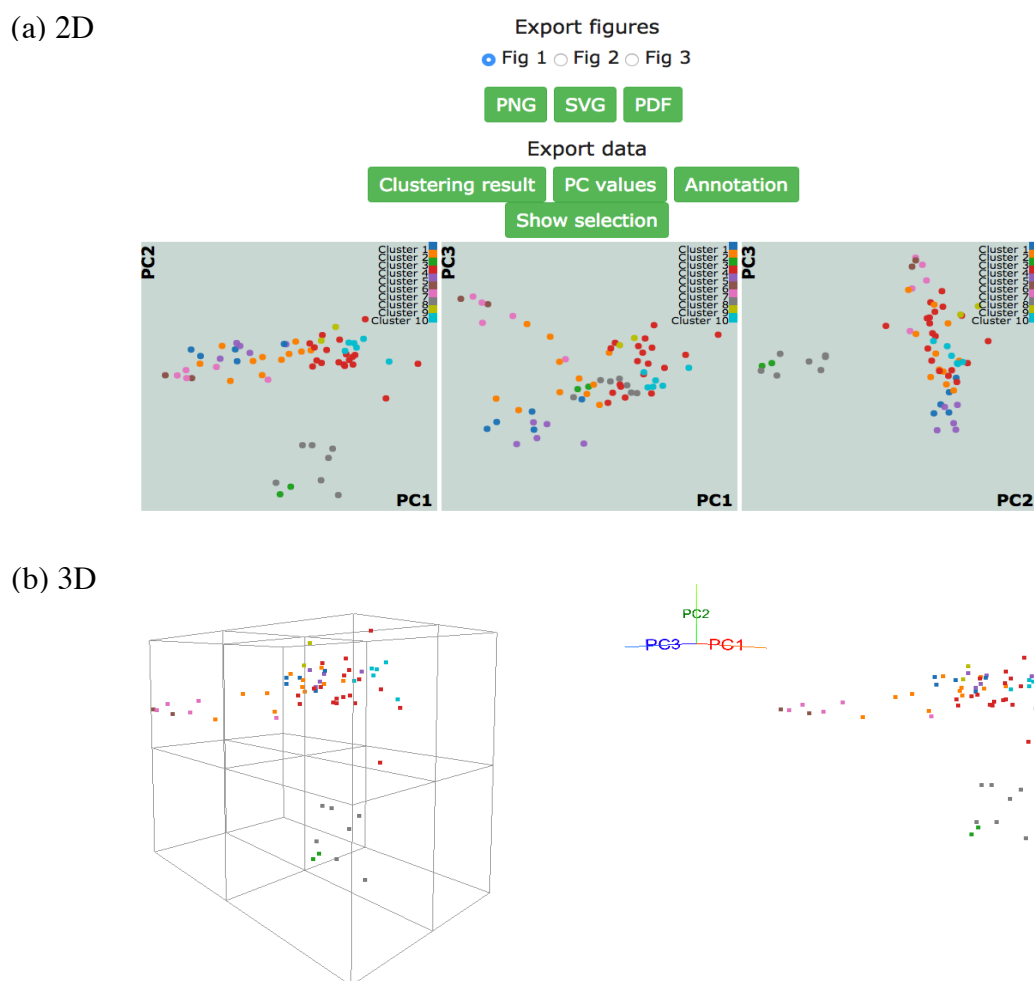 (a) 2D
Export figures
Fig 1 Fig 2 Fig 3
PNG SVG PDF
Export data
Clustering result PC values Annotation
Show selection
PC2
Cluster 1
Cluster 2
Cluster 3
Cluster 4
Cluster 5
Cluster 6
Cluster 7
Cluster 8
Cluster 9
Cluster 10
PC1
PC3
Cluster 1
Cluster 2
Cluster 3
Cluster 4
Cluster 5
Cluster 6
Cluster 7
Cluster 8
Cluster 9
Cluster 10
PC1
PC3
Cluster 1
Cluster 2
Cluster 3
Cluster 4
Cluster 5
Cluster 6
Cluster 7
Cluster 8
Cluster 9
Cluster 10
PC2
(b) 3D
PC2
PC3 PC1